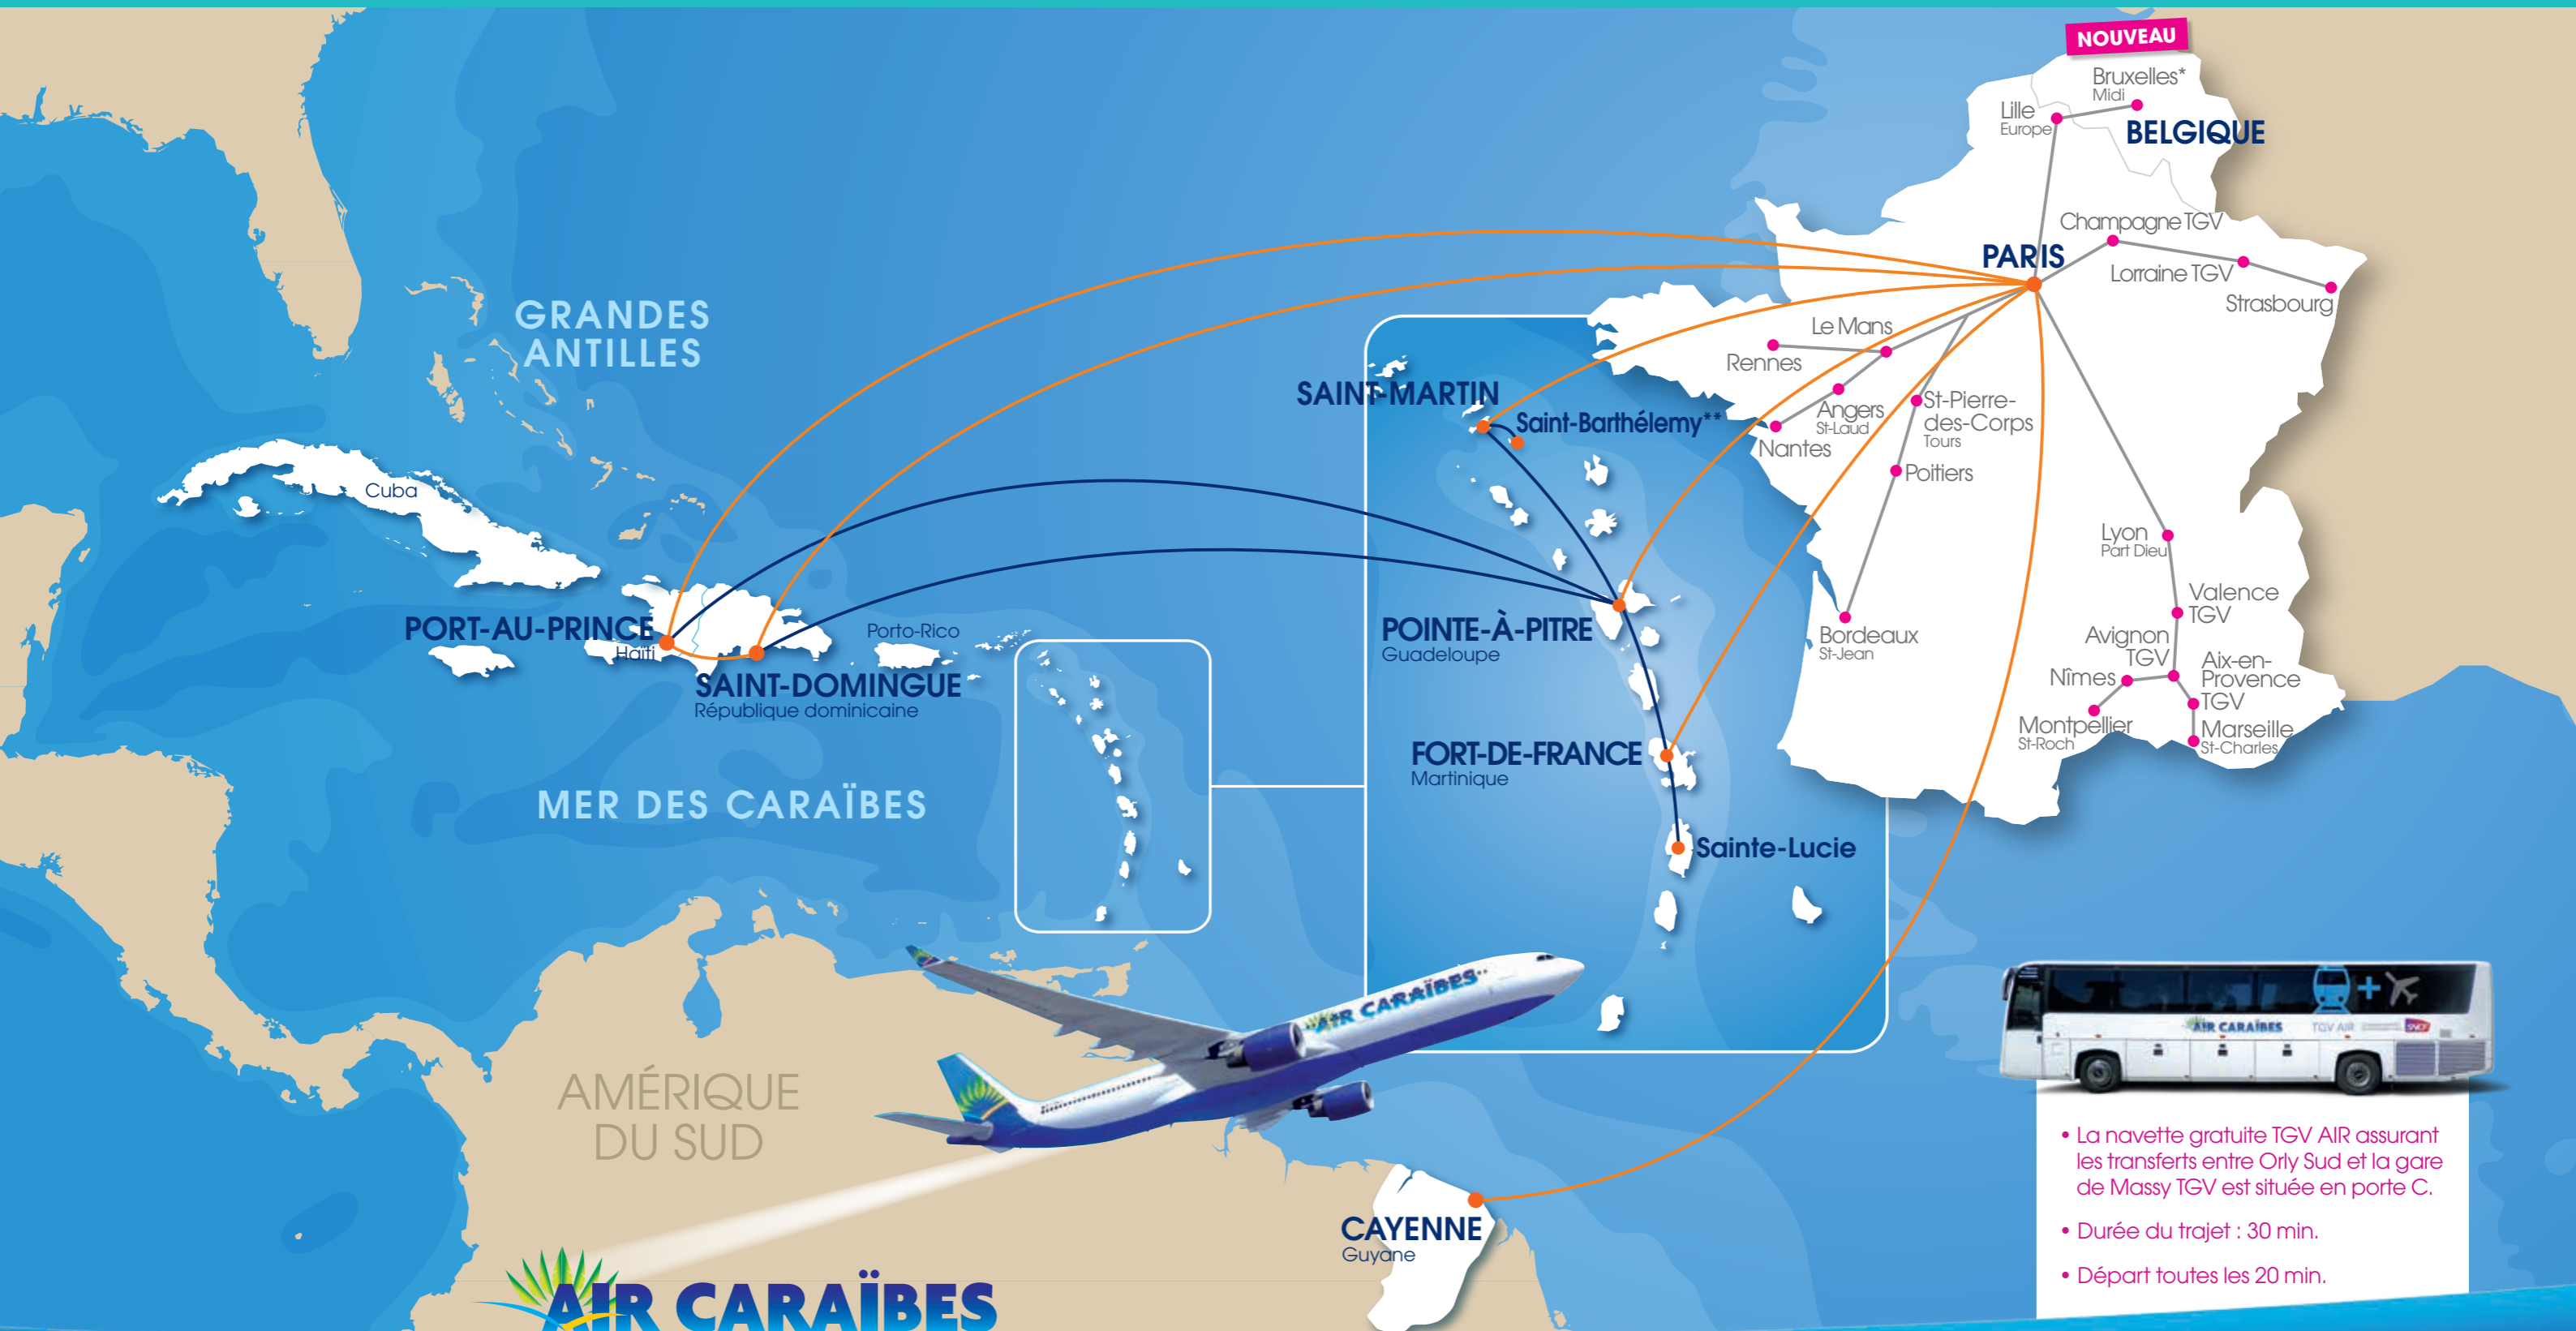 NOUVEAU
Bruxelles*
Midi
Lille
Europe
BELGIQUE
Champagne TGV
PARIS
Lorraine TGV
Strasbourg
GRANDES
ANTILLES
Le Mans
Rennes
SAINT-MARTIN
Saint-Barthélemy**
Angers
St-Laud
Nantes
St-Pierre-
des-Corps
Tours
Poitiers
Cuba
Lyon
Part Dieu
Valence
TGV
PORT-AU-PRINCE
Haïti
Porto-Rico
POINTE-À-PITRE
Guadeloupe
Bordeaux
St-Jean
Avignon
TGV
Nîmes
Aix-en-
Provence
TGV
SAINT-DOMINGUE
République dominicaine
Montpellier
St-Roch
Marseille
St-Charles
FORT-DE-FRANCE
Martinique
MER DES CARAÏBES
Sainte-Lucie
AIR CARAÏBES
AIR CARAÏBES
TGV AIR
SNCF
AMÉRIQUE
DU SUD
• La navette gratuite TGV AIR assurant
les transferts entre Orly Sud et la gare
de Massy TGV est située en porte C.
• Durée du trajet : 30 min.
• Départ toutes les 20 min.
CAYENNE
Guyane
AIR CARAÏBES